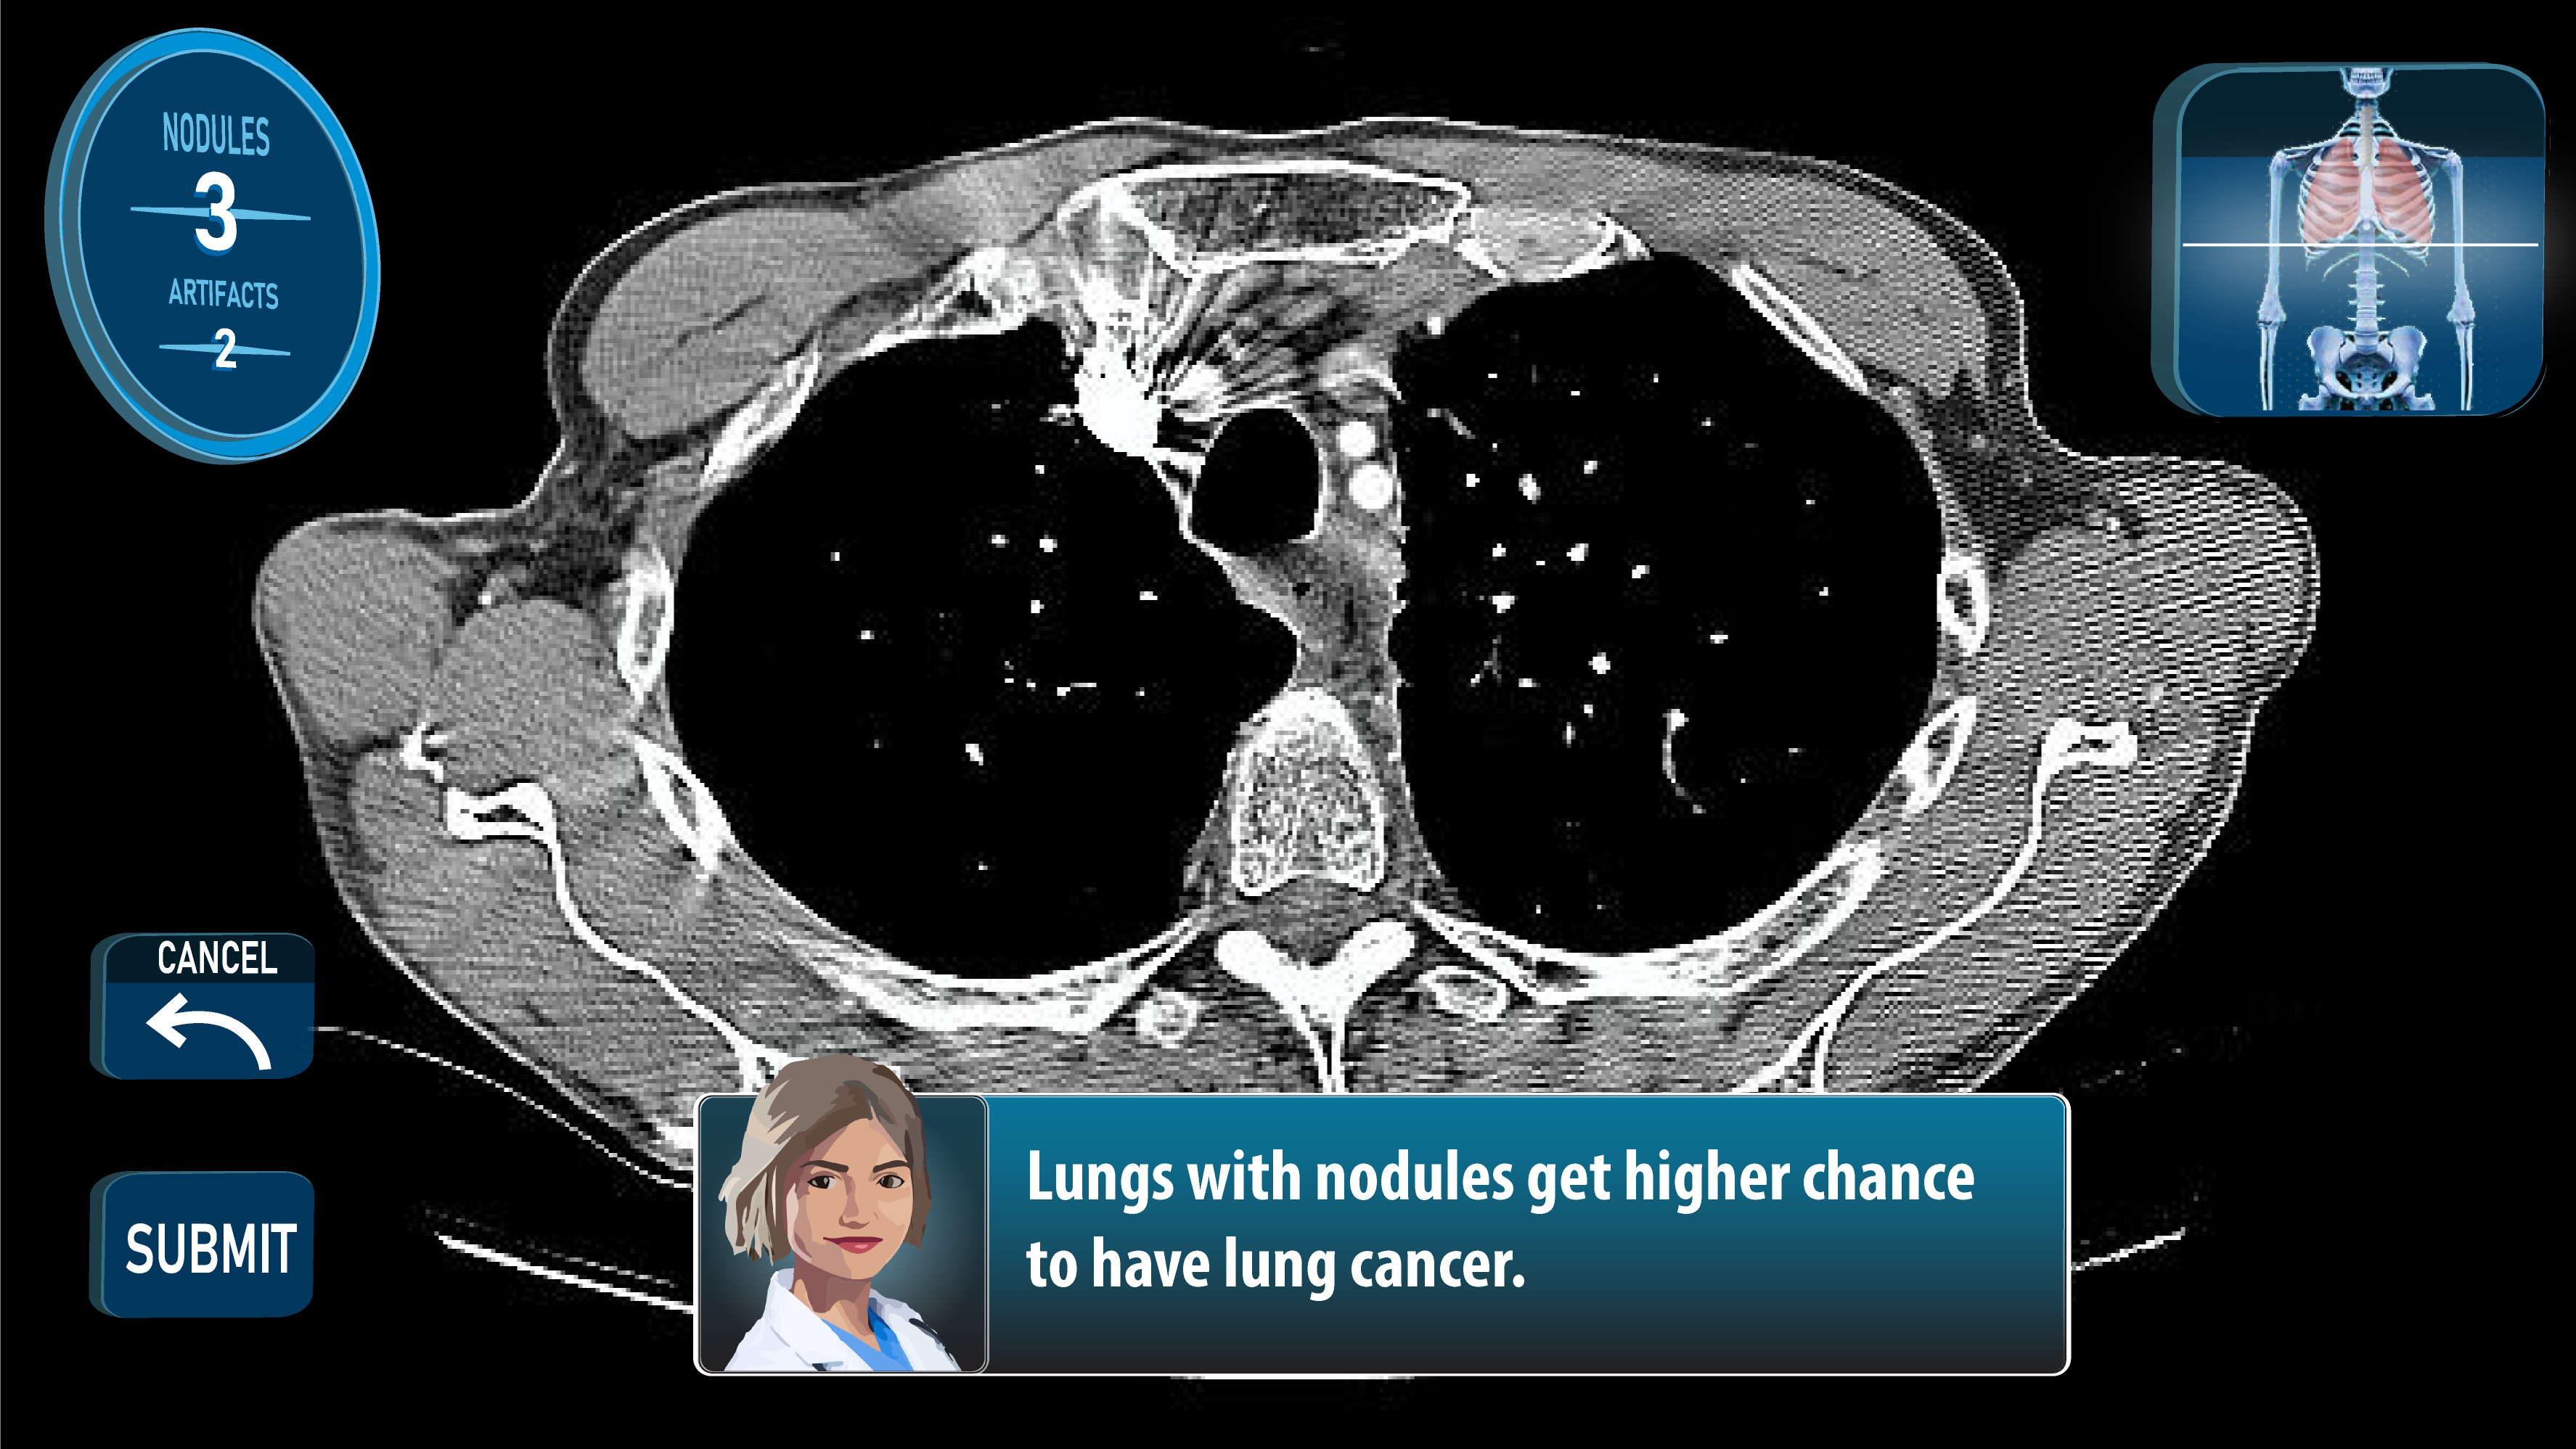 NODULES
3
ARTIFACTS
2
CANCEL
SUBMIT
Lungs with nodules get higher chance
to have lung cancer.